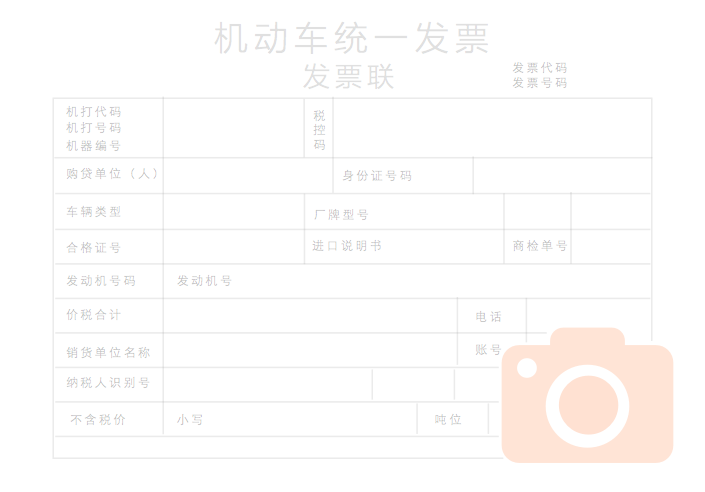 机动车统一发票
发票联
发票代码
发票号码
机打代码
机打号码
机器编号
税控码
购贷单位（人）
身份证号码
车辆类型
厂牌型号
合格证号
进口说明书
商检单号
发动机号码
发动机号
价税合计
电话
销货单位名称
账号
纳税人识别号
不含税价
小写
吨位